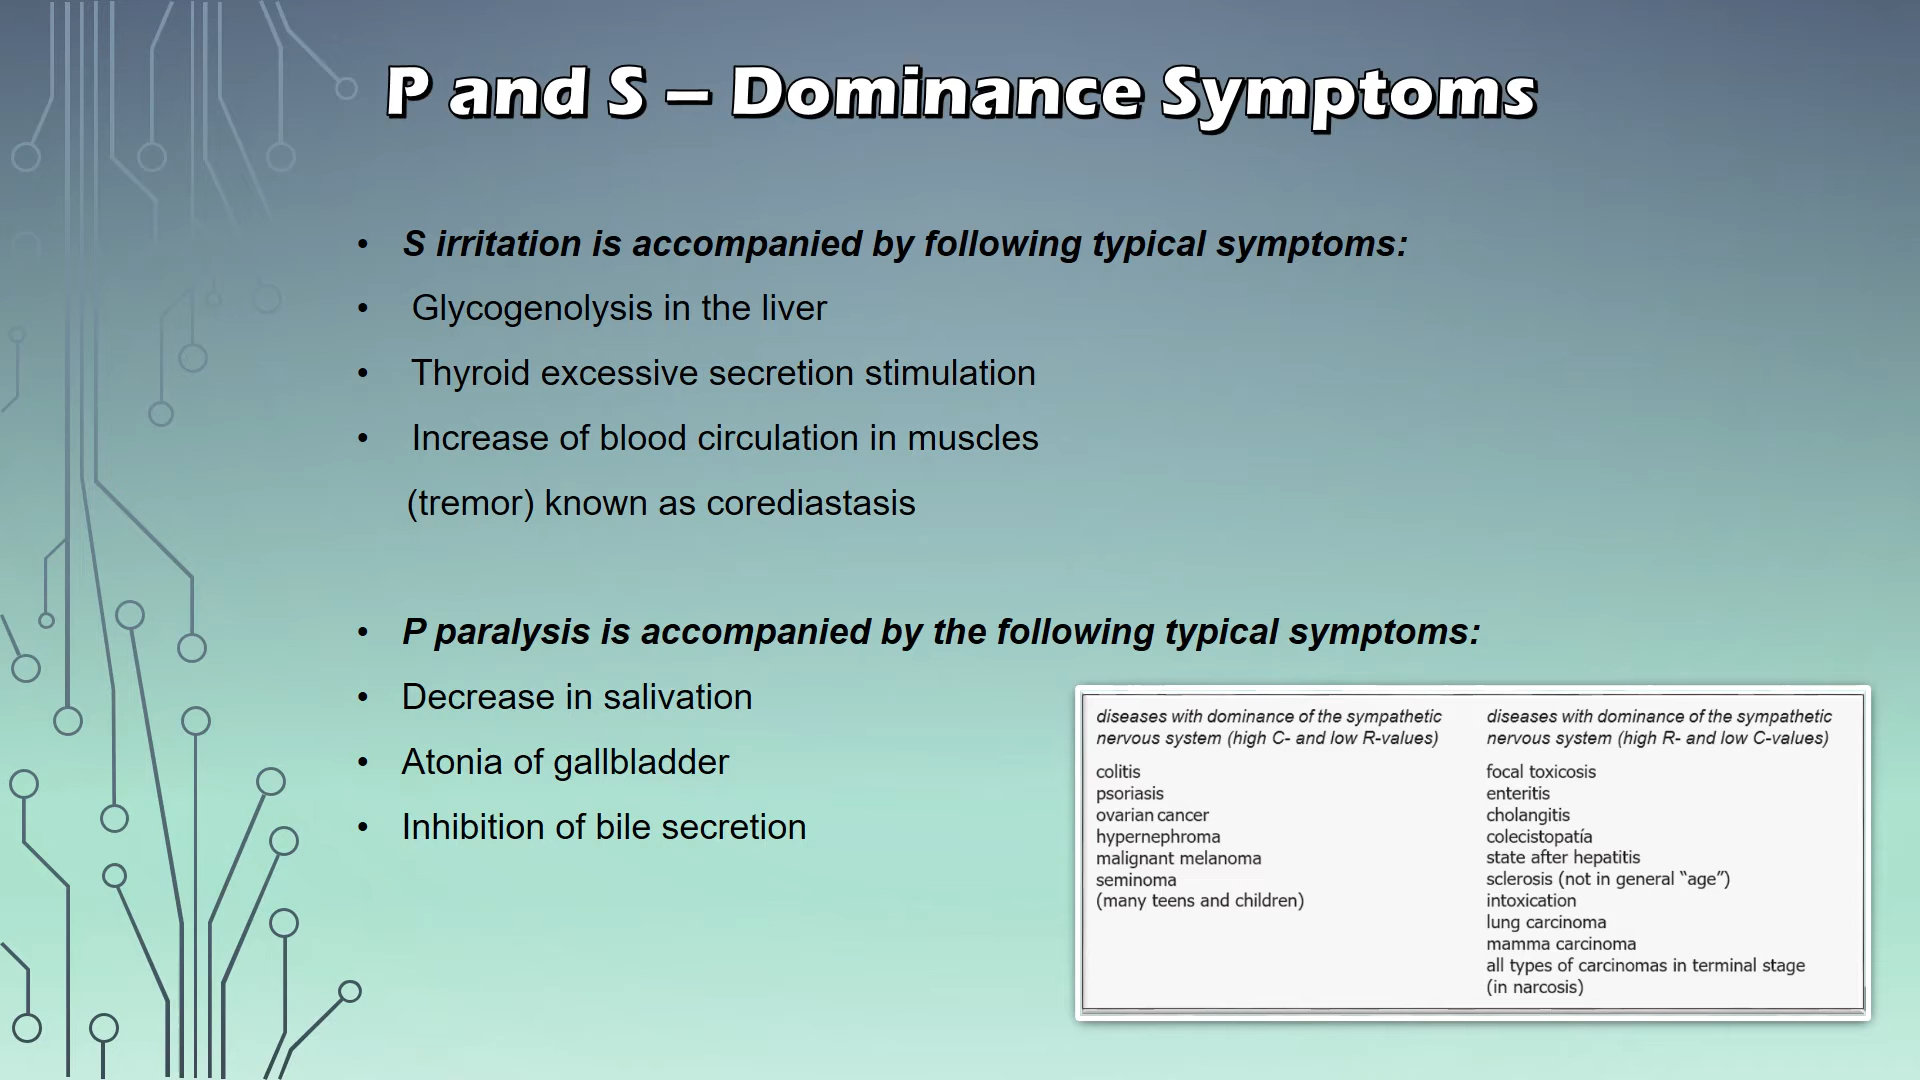 P and S – Dominance Symptoms
• S irritation is accompanied by following typical symptoms:
• Glycogenolysis in the liver
• Thyroid excessive secretion stimulation
• Increase of blood circulation in muscles
(tremor) known as corediastasis
• P paralysis is accompanied by the following typical symptoms:
• Decrease in salivation
• Atonia of gallbladder
• Inhibition of bile secretion
diseases with dominance of the sympathetic
nervous system (high C- and low R-values)
colitis
psoriasis
ovarian cancer
hypernephroma
malignant melanoma
seminoma
(many teens and children)
diseases with dominance of the sympathetic
nervous system (high R- and low C-values)
focal toxicosis
enteritis
cholangitis
colecistopatía
state after hepatitis
sclerosis (not in general “age”)
intoxication
lung carcinoma
mamma carcinoma
all types of carcinomas in terminal stage
(in narcosis)